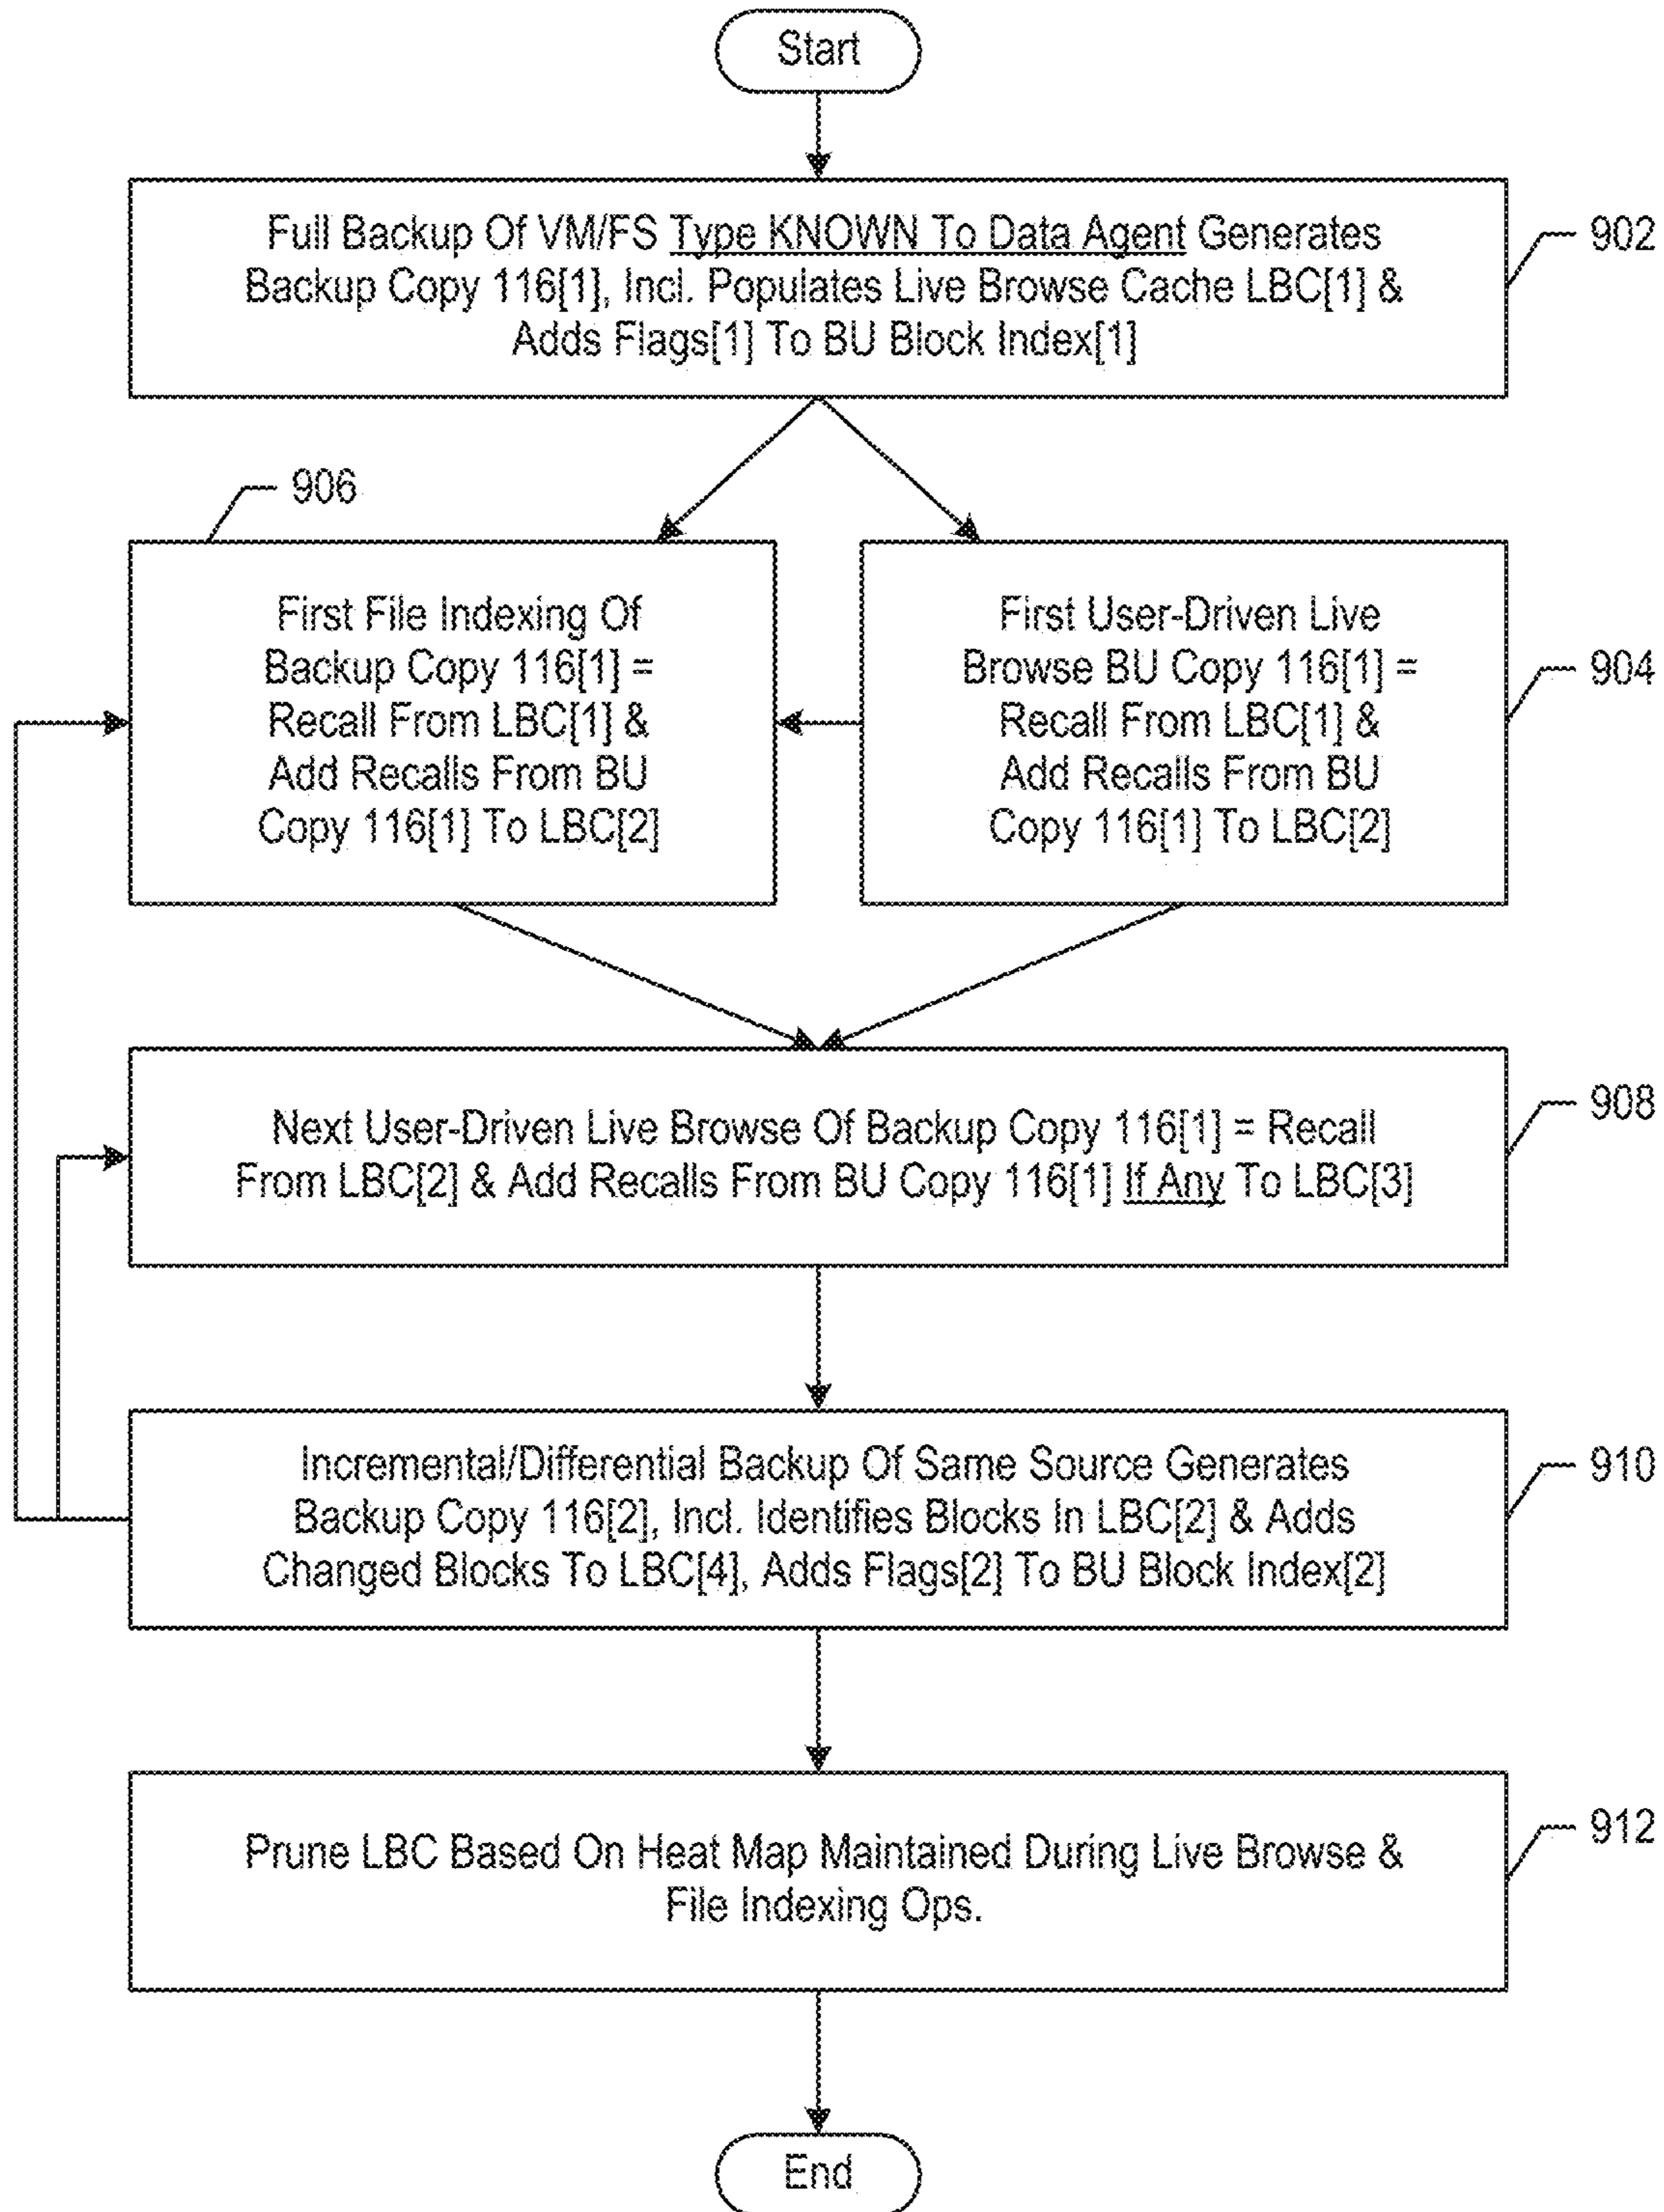 Start
Full Backup Of VM/FS Type KNOWN To Data Agent Generates
Backup Copy 116[1], Incl. Populates Live Browse Cache LBC[1] &
Adds Flags[1] To BU Block Index[1]
902
906
First File Indexing Of
Backup Copy 116[1] =
Recall From LBC[1] &
Add Recalls From BU
Copy 116[1] To LBC[2]
First User-Driven Live
Browse BU Copy 116[1] =
Recall From LBC[1] &
Add Recalls From BU
Copy 116[1] To LBC[2]
904
Next User-Driven Live Browse Of Backup Copy 116[1] = Recall
From LBC[2] & Add Recalls From BU Copy 116[1] If Any To LBC[3]
908
Incremental/Differential Backup Of Same Source Generates
Backup Copy 116[2], Incl. Identifies Blocks In LBC[2] & Adds
Changed Blocks To LBC[4], Adds Flags[2] To BU Block Index[2]
910
Prune LBC Based On Heat Map Maintained During Live Browse &
File Indexing Ops.
912
End